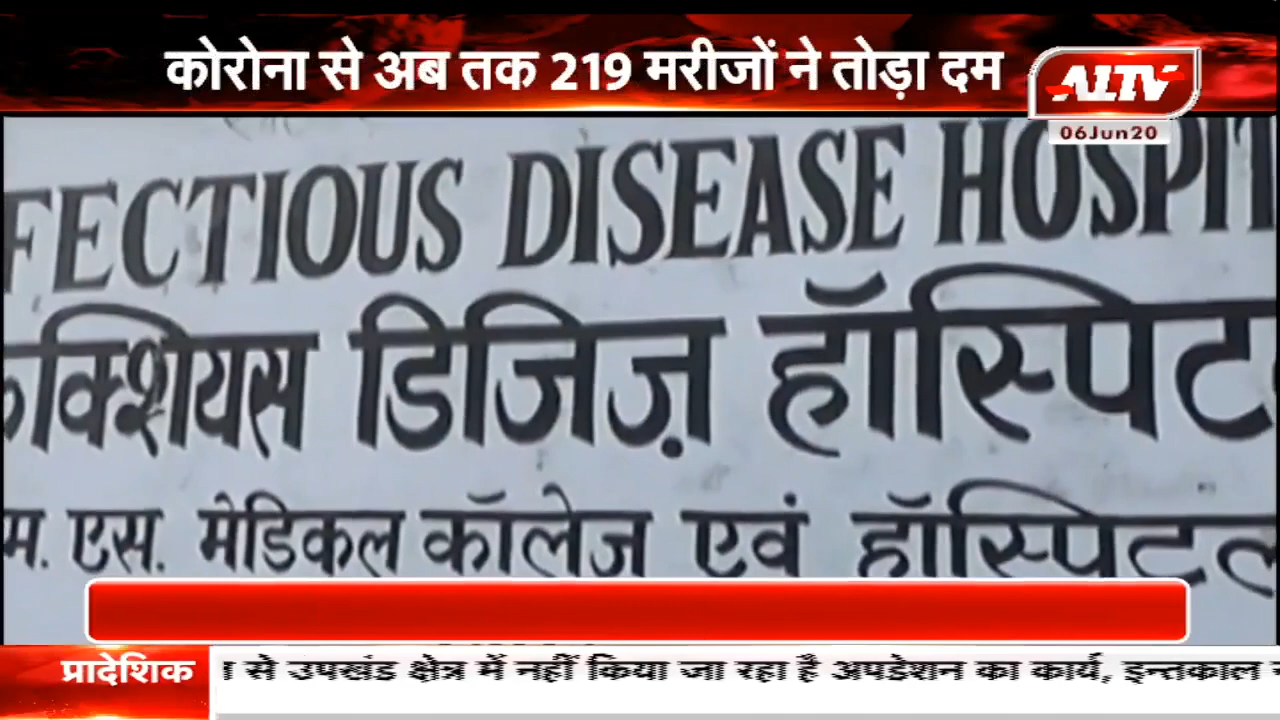 कोरोना से अब तक 219 मरीजों ने तोड़ा दम
ALTV
06Jun20
FECTIOUS DISEASE HOSPIT
क्शियस डिजिज़ हॉस्पिट
म. एस. मेडिकल कॉलेज एवं हॉस्पिटल
प्रादेशिक
से उपखंड क्षेत्र में नहीं किया जा रहा है अपडेशन का कार्य, इन्तकाल